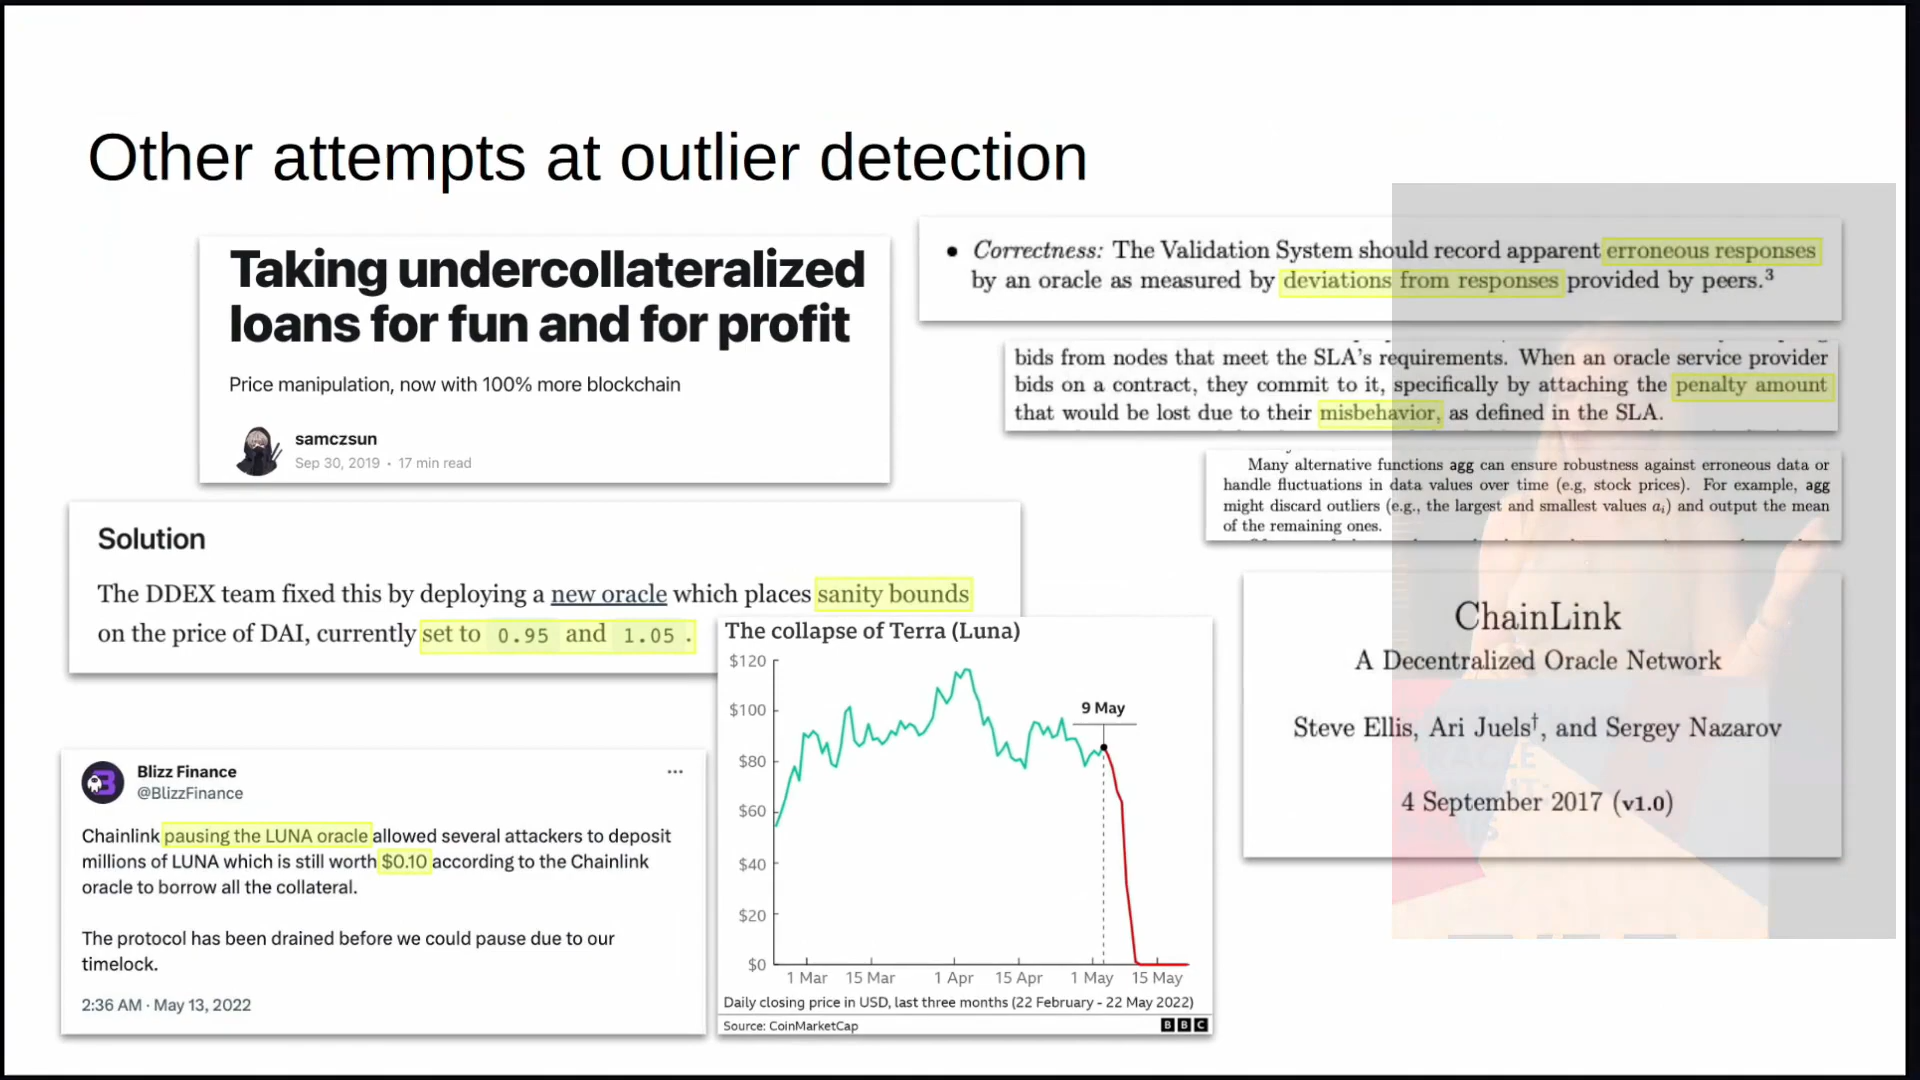 Other attempts at outlier detection
Taking undercollateralized
loans for fun and for profit
Price manipulation, now with 100% more blockchain
samczsun
Sep 30, 2019 · 17 min read
Solution
The DDEX team fixed this by deploying a new oracle which places sanity bounds
on the price of DAI, currently set to 0.95 and 1.05 .
Blizz Finance
@BlizzFinance
Chainlink pausing the LUNA oracle allowed several attackers to deposit
millions of LUNA which is still worth $0.10 according to the Chainlink
oracle to borrow all the collateral.
The protocol has been drained before we could pause due to our
timelock.
2:36 AM · May 13, 2022
The collapse of Terra (Luna)
$120
$100
$80
$60
$40
$20
$0
9 May
1 Mar 15 Mar 1 Apr 15 Apr 1 May 15 May
Daily closing price in USD, last three months (22 February - 22 May 2022)
Source: CoinMarketCap
BBC
• Correctness: The Validation System should record apparent erroneous responses
by an oracle as measured by deviations from responses provided by peers.³
bids from nodes that meet the SLA's requirements. When an oracle service provider
bids on a contract, they commit to it, specifically by attaching the penalty amount
that would be lost due to their misbehavior, as defined in the SLA.
Many alternative functions agg can ensure robustness against erroneous data or
handle fluctuations in data values over time (e.g, stock prices). For example, agg
might discard outliers (e.g., the largest and smallest values aᵢ) and output the mean
of the remaining ones.
ChainLink
A Decentralized Oracle Network
Steve Ellis, Ari Juels†, and Sergey Nazarov
4 September 2017 (v1.0)